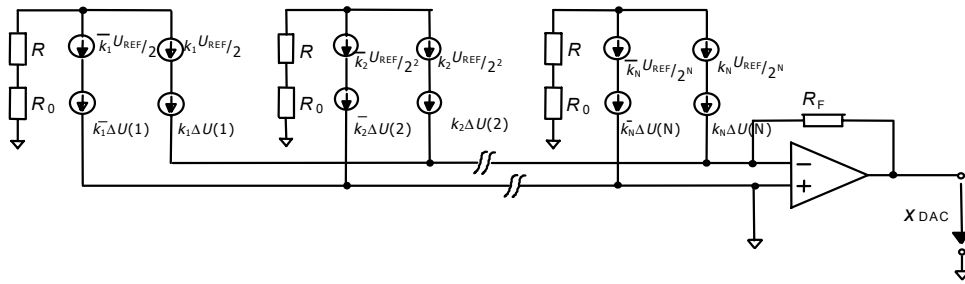 R
R0
k̅1UREF/2
k1UREF/2
k̅1ΔU(1)
k1ΔU(1)
R
R0
k̅2UREF/2²
k2UREF/2²
k̅2ΔU(2)
k2ΔU(2)
R
R0
k̅NUREF/2ᴺ
kNUREF/2ᴺ
k̅NΔU(N)
kNΔU(N)
RF
−
+
X DAC